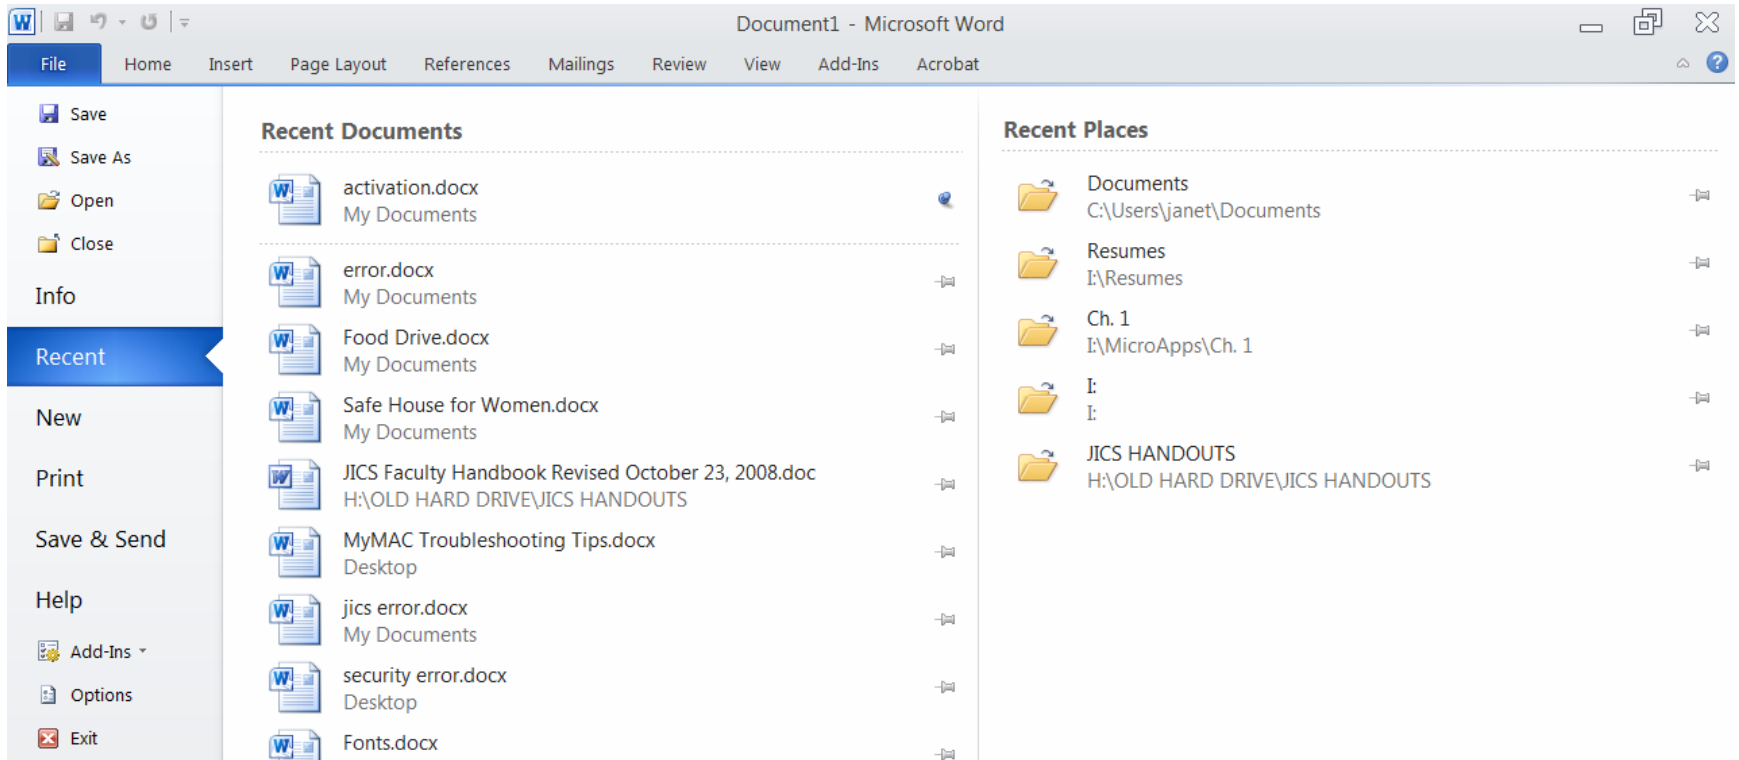 Document1 - Microsoft Word
File Home Insert Page Layout References Mailings Review View Add-Ins Acrobat
Save
Save As
Open
Close
Info
Recent
New
Print
Save & Send
Help
Add-Ins
Options
Exit
Recent Documents
activation.docx
My Documents
error.docx
My Documents
Food Drive.docx
My Documents
Safe House for Women.docx
My Documents
JICS Faculty Handbook Revised October 23, 2008.doc
H:\OLD HARD DRIVE\JICS HANDOUTS
MyMAC Troubleshooting Tips.docx
Desktop
jics error.docx
My Documents
security error.docx
Desktop
Fonts.docx
Recent Places
Documents
C:\Users\janet\Documents
Resumes
I:\Resumes
Ch. 1
I:\MicroApps\Ch. 1
I:
I:
JICS HANDOUTS
H:\OLD HARD DRIVE\JICS HANDOUTS